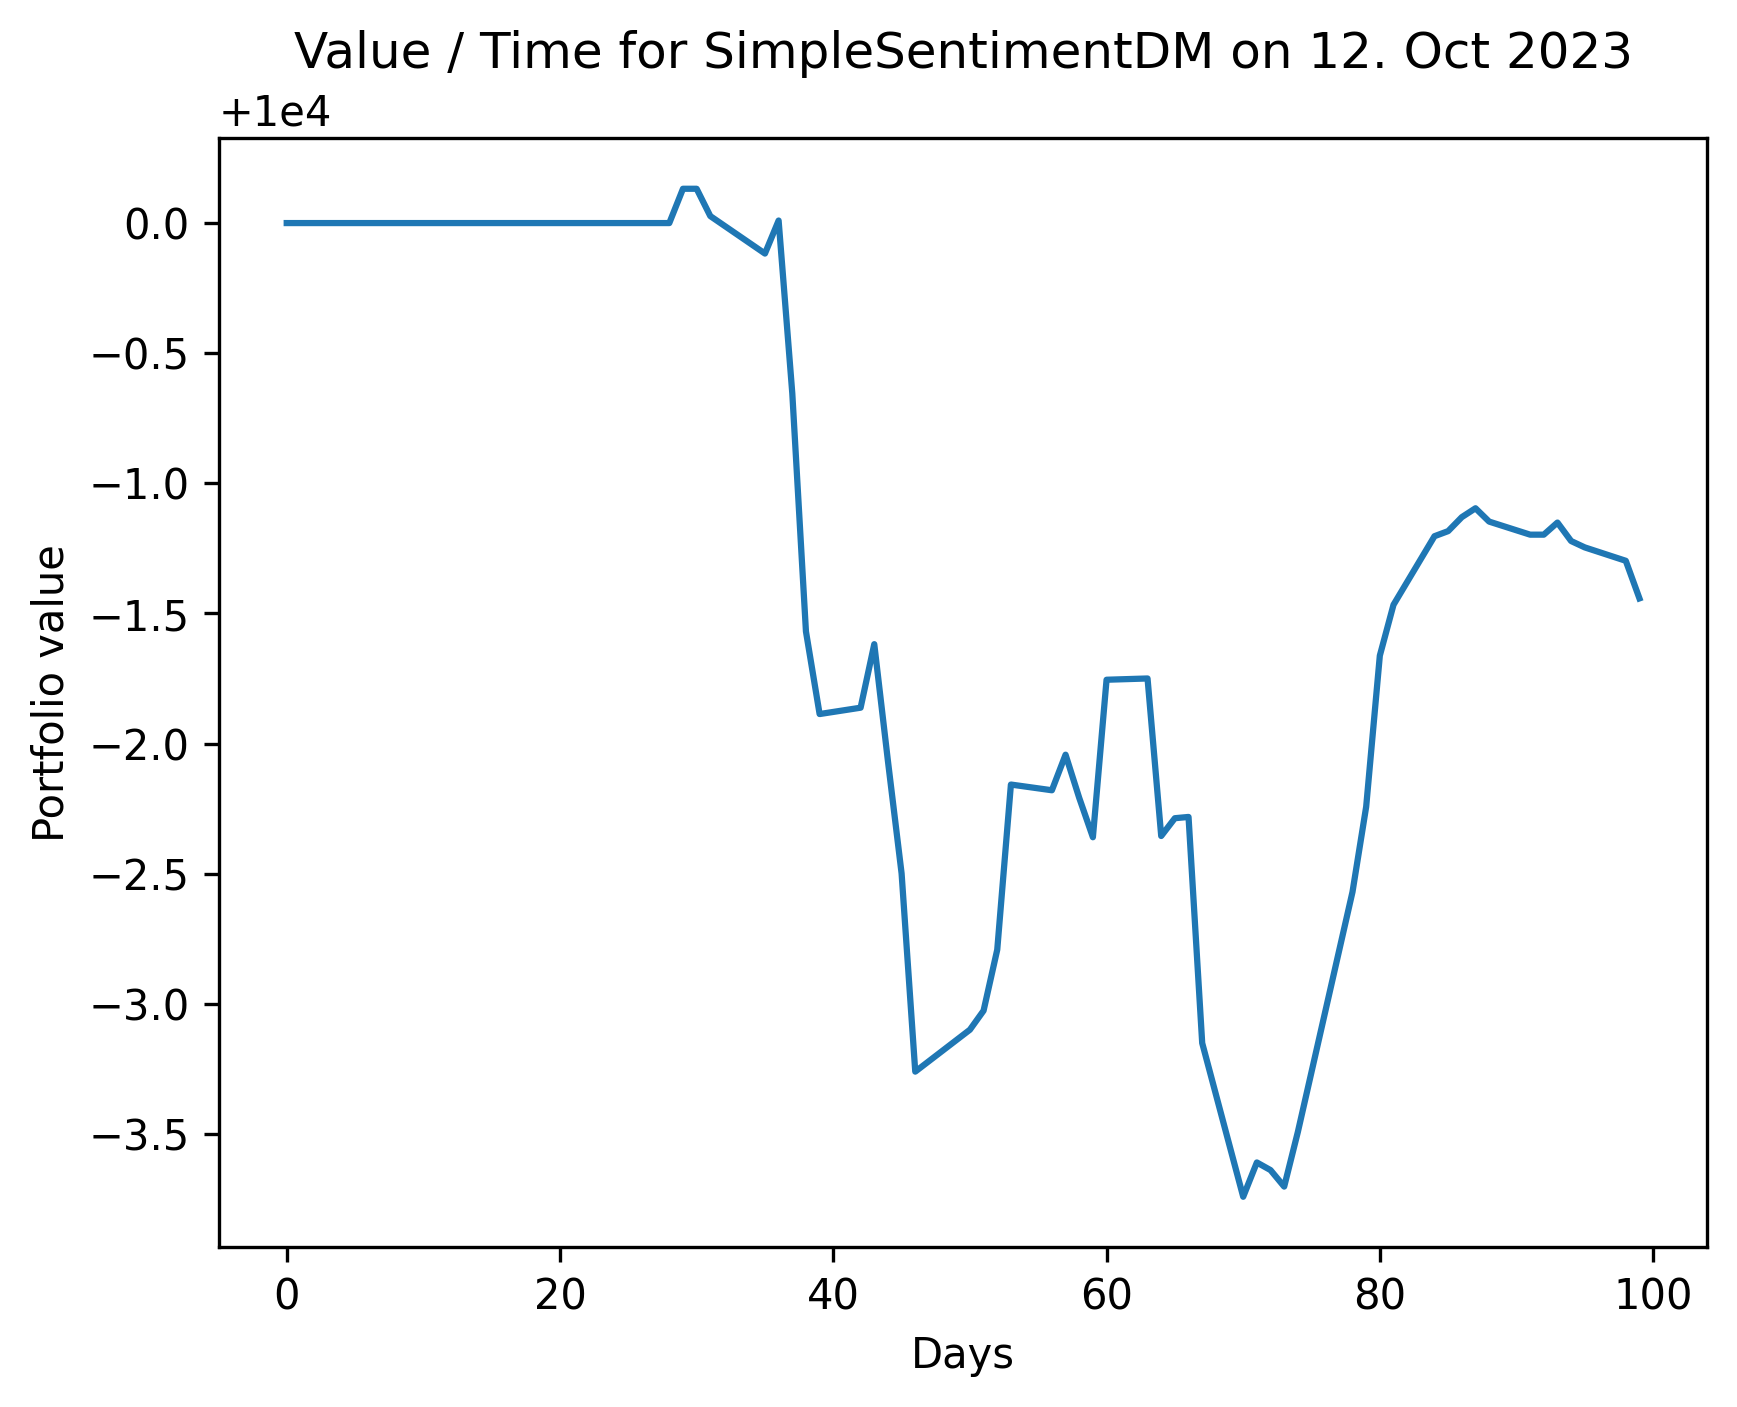 Value / Time for SimpleSentimentDM on 12. Oct 2023
+1e4
0.0
−0.5
−1.0
−1.5
−2.0
−2.5
−3.0
−3.5
Portfolio value
0 20 40 60 80 100
Days